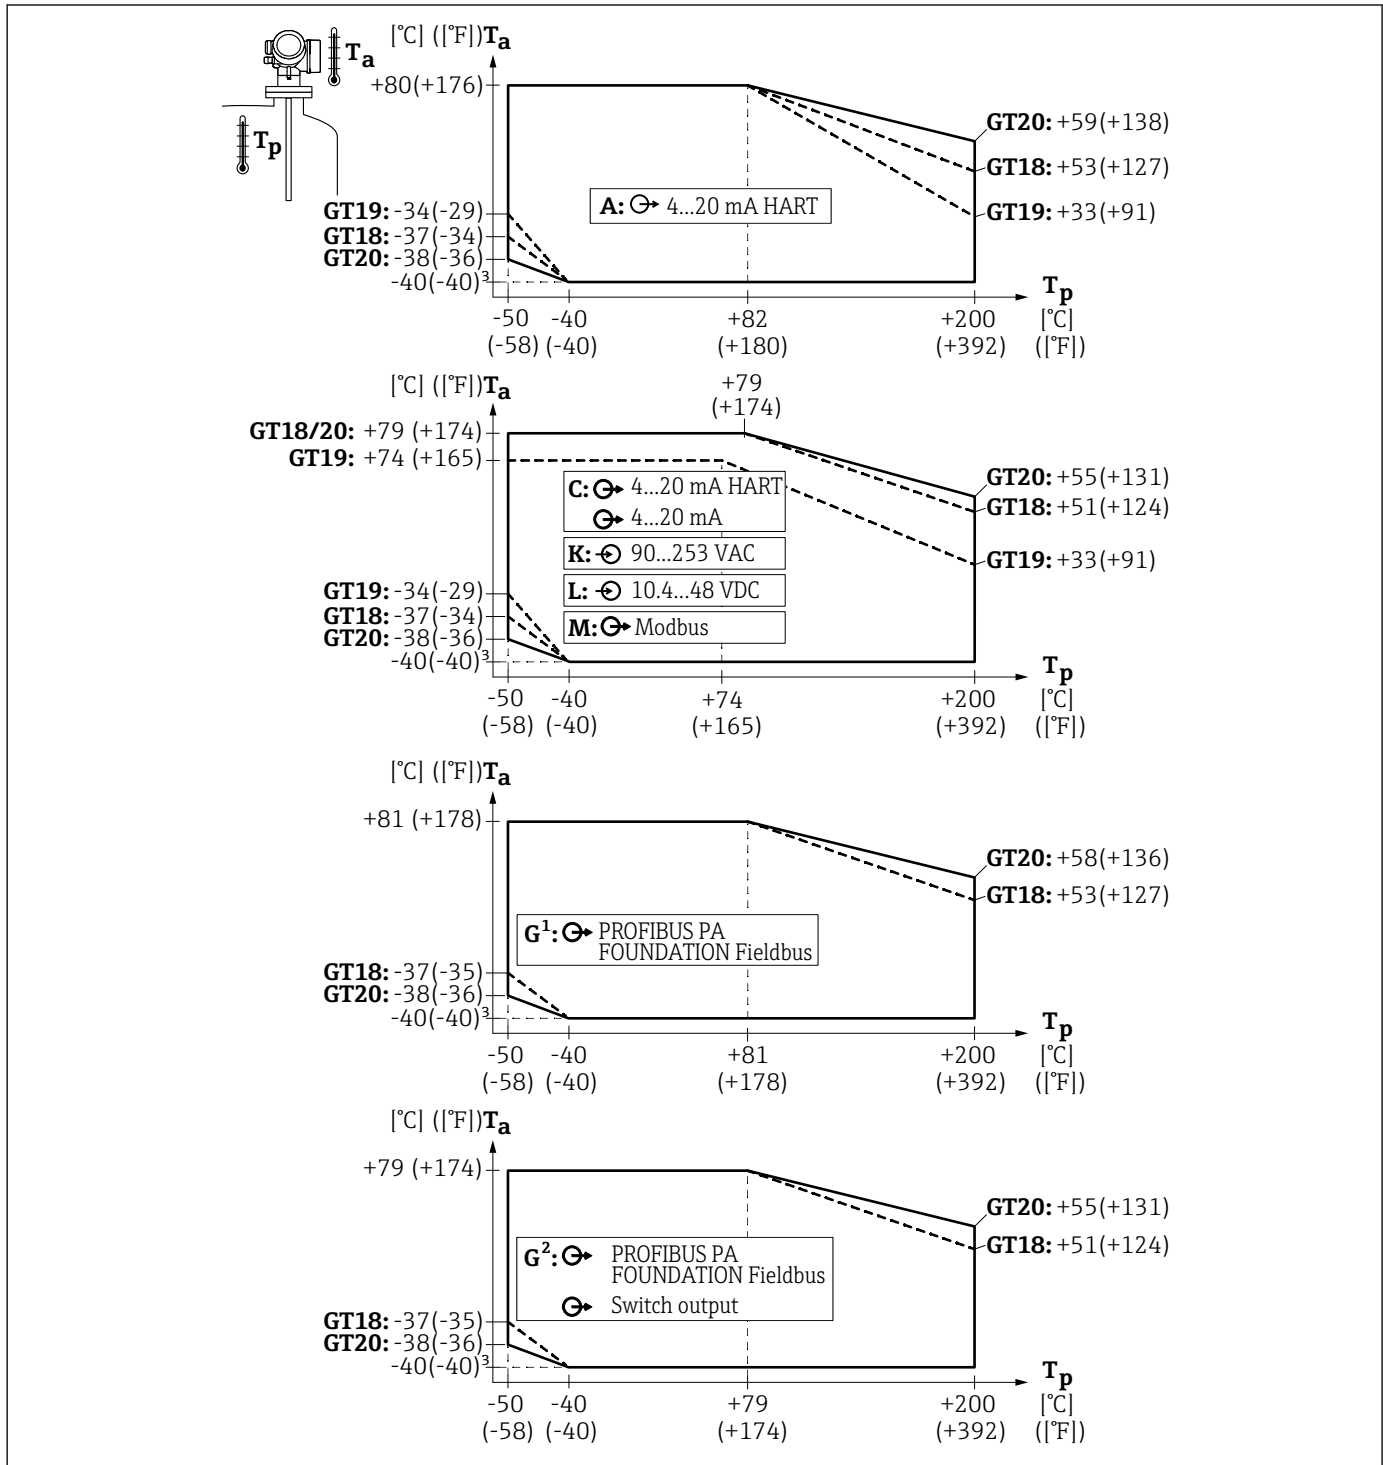 [°C] ([°F]) Ta
Ta
Tp
+80(+176)
GT20: +59(+138)
GT18: +53(+127)
GT19: +33(+91)
A: 4...20 mA HART
GT19: -34(-29)
GT18: -37(-34)
GT20: -38(-36)
-40(-40)³
Tp
-50 -40 +82 +200 [°C]
(-58) (-40) (+180) (+392) ([°F])
[°C] ([°F]) Ta
+79
(+174)
GT18/20: +79 (+174)
GT19: +74 (+165)
GT20: +55(+131)
GT18: +51(+124)
GT19: +33(+91)
C: 4...20 mA HART
4...20 mA
K: 90...253 VAC
L: 10.4...48 VDC
M: Modbus
GT19: -34(-29)
GT18: -37(-34)
GT20: -38(-36)
-40(-40)³
Tp
-50 -40 +74 +200 [°C]
(-58) (-40) (+165) (+392) ([°F])
[°C] ([°F]) Ta
+81 (+178)
GT20: +58(+136)
GT18: +53(+127)
G¹: PROFIBUS PA
FOUNDATION Fieldbus
GT18: -37(-35)
GT20: -38(-36)
-40(-40)³
Tp
-50 -40 +81 +200 [°C]
(-58) (-40) (+178) (+392) ([°F])
[°C] ([°F]) Ta
+79 (+174)
GT20: +55(+131)
GT18: +51(+124)
G²: PROFIBUS PA
FOUNDATION Fieldbus
Switch output
GT18: -37(-35)
GT20: -38(-36)
-40(-40)³
Tp
-50 -40 +79 +200 [°C]
(-58) (-40) (+174) (+392) ([°F])